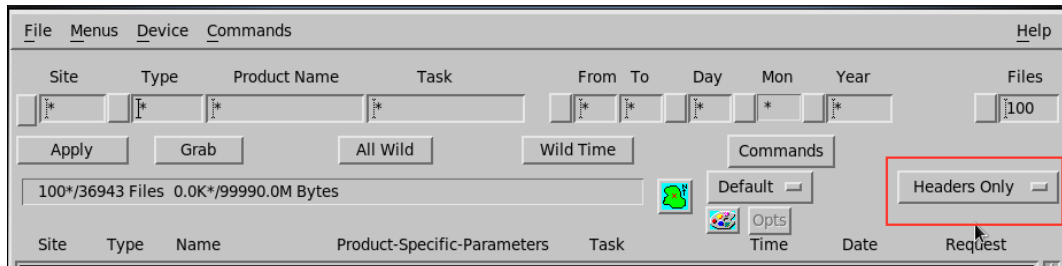 File Menus Device Commands Help
Site Type Product Name Task From To Day Mon Year Files
* * * * * * * * * 100
Apply Grab All Wild Wild Time Commands
100*/36943 Files 0.0K*/99990.0M Bytes Default Headers Only
Opts
Site Type Name Product-Specific-Parameters Task Time Date Request